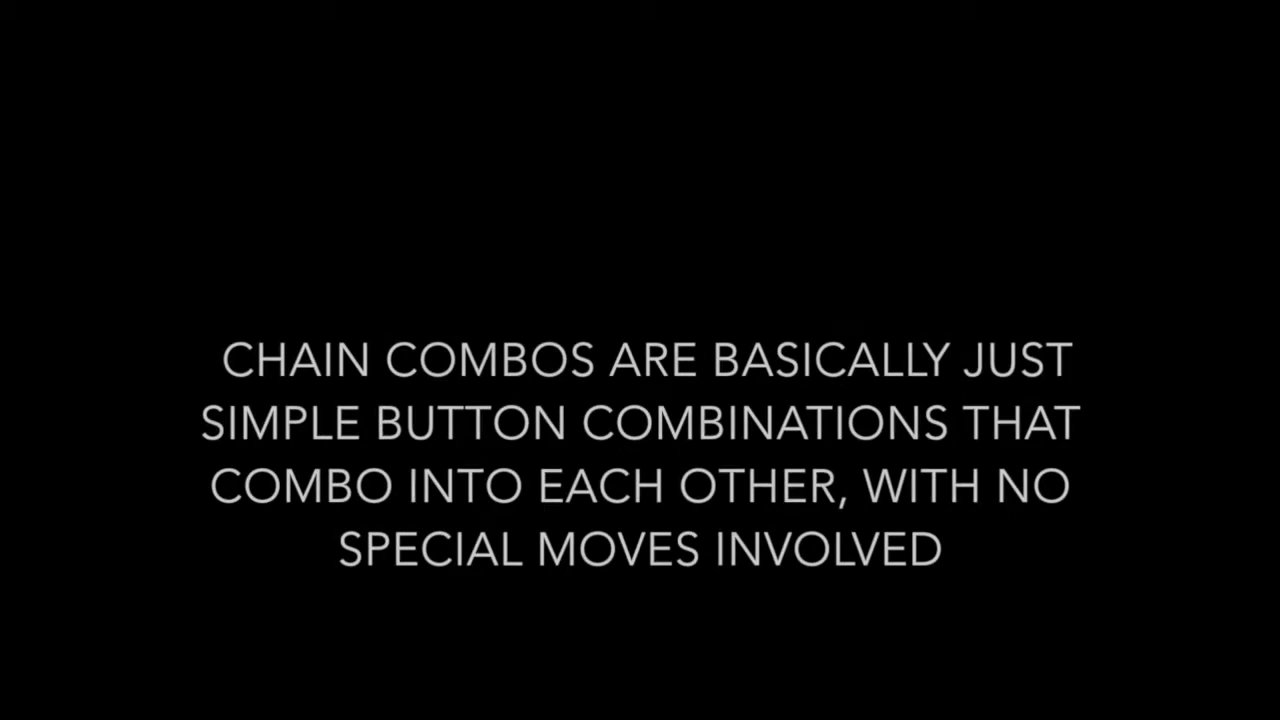 CHAIN COMBOS ARE BASICALLY JUST
SIMPLE BUTTON COMBINATIONS THAT
COMBO INTO EACH OTHER, WITH NO
SPECIAL MOVES INVOLVED